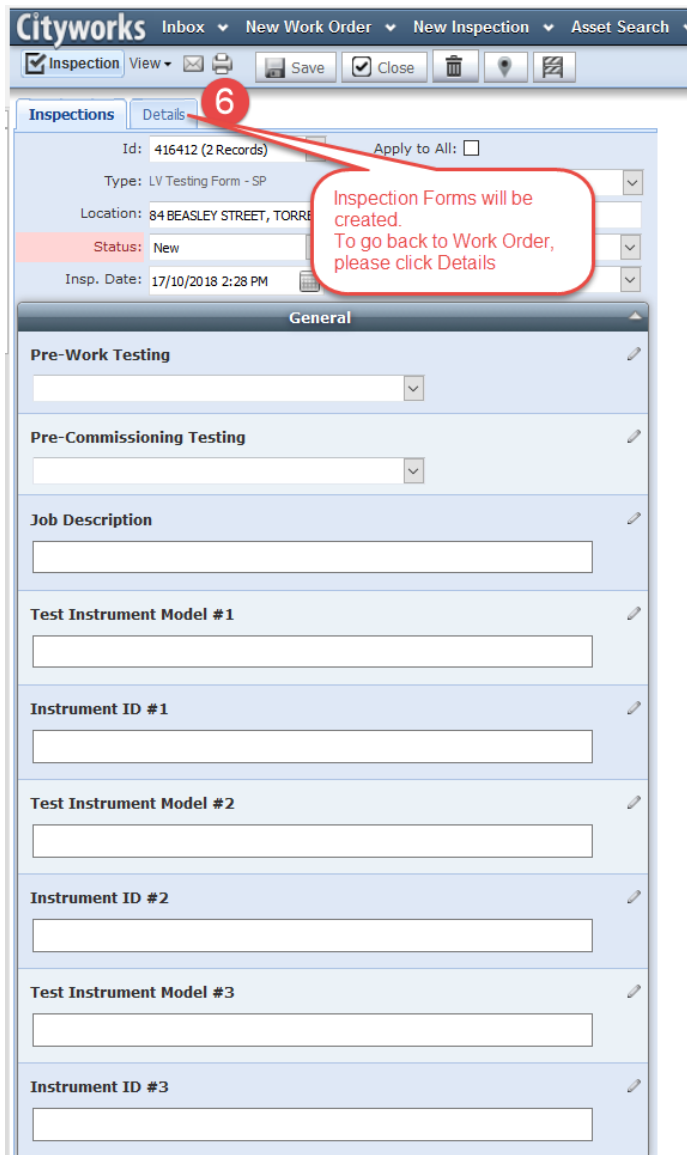 Cityworks Inbox New Work Order New Inspection Asset Search
Inspection View Save Close
Inspections Details 6
Id: 416412 (2 Records) Apply to All:
Type: LV Testing Form - SP
Inspection Forms will be
created.
To go back to Work Order,
please click Details
Location: 84 BEASLEY STREET,
Status: New
Insp. Date: 17/10/2018 2:28 PM
General
Pre-Work Testing
Pre-Commissioning Testing
Job Description
Test Instrument Model #1
Instrument ID #1
Test Instrument Model #2
Instrument ID #2
Test Instrument Model #3
Instrument ID #3